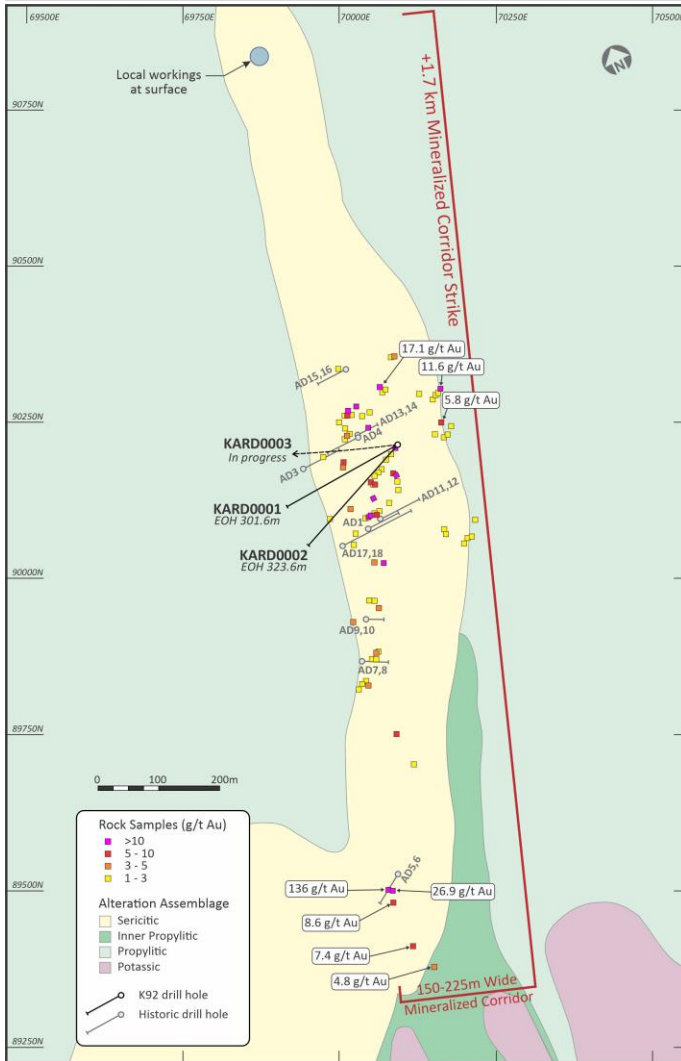 69500E
69750E
70000E
70250E
70500E
Local workings
at surface
N
90750N
+1.7 km Mineralized Corridor Strike
90500N
17.1 g/t Au
11.6 g/t Au
5.8 g/t Au
AD15,16
AD13,14
AD4
90250N
KARD0003
In progress
AD3
KARD0001
EOH 301.6m
AD11,12
AD1
KARD0002
EOH 323.6m
AD17,18
90000N
AD9,10
AD7,8
89750N
0 100 200m
Rock Samples (g/t Au)
>10
5 - 10
3 - 5
1 - 3
Alteration Assemblage
Sericitic
Inner Propylitic
Propylitic
Potassic
K92 drill hole
Historic drill hole
AD5,6
89500N
136 g/t Au
26.9 g/t Au
8.6 g/t Au
7.4 g/t Au
4.8 g/t Au
150-225m Wide
Mineralized Corridor
89250N